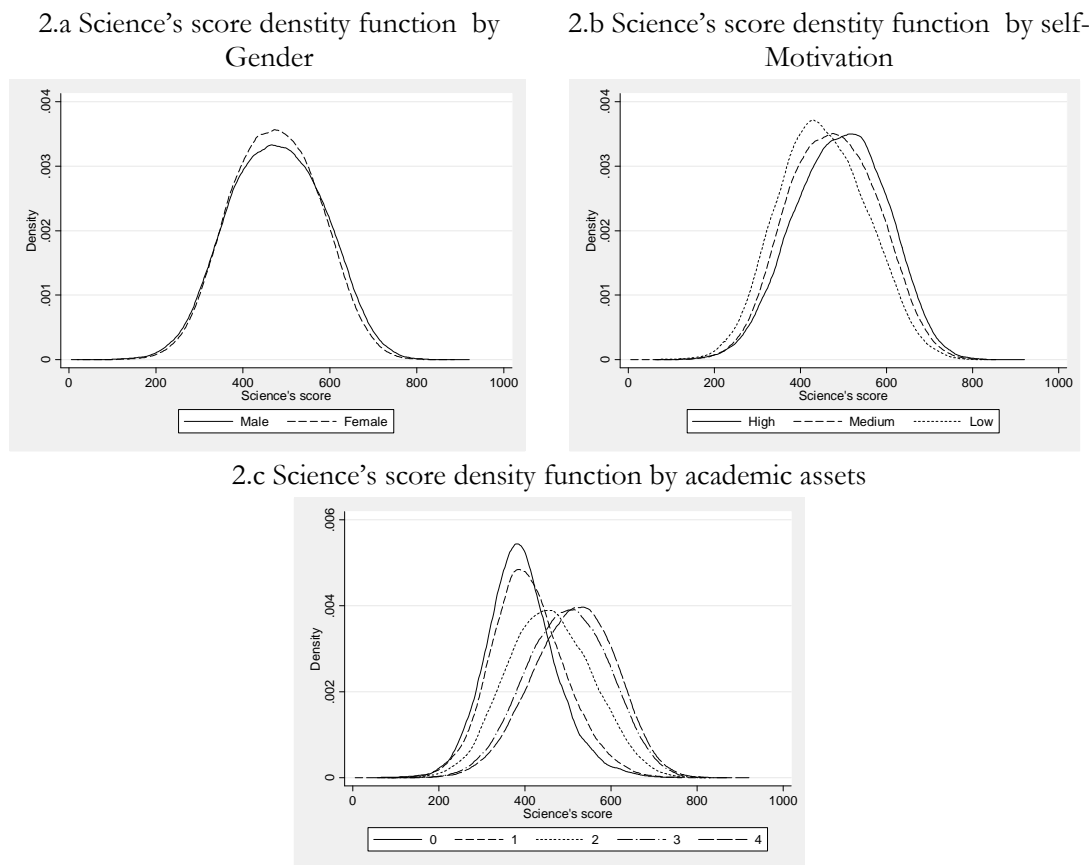 2.a Science’s score denstity function by
Gender
2.b Science’s score denstity function by self-
Motivation
.004
.003
.002
.001
0
Density
0 200 400 600 800 1000
Science's score
Male Female
.004
.003
.002
.001
0
Density
0 200 400 600 800 1000
Science's score
High Medium Low
2.c Science’s score density function by academic assets
.006
.004
.002
0
Density
0 200 400 600 800 1000
Science's score
0 1 2 3 4